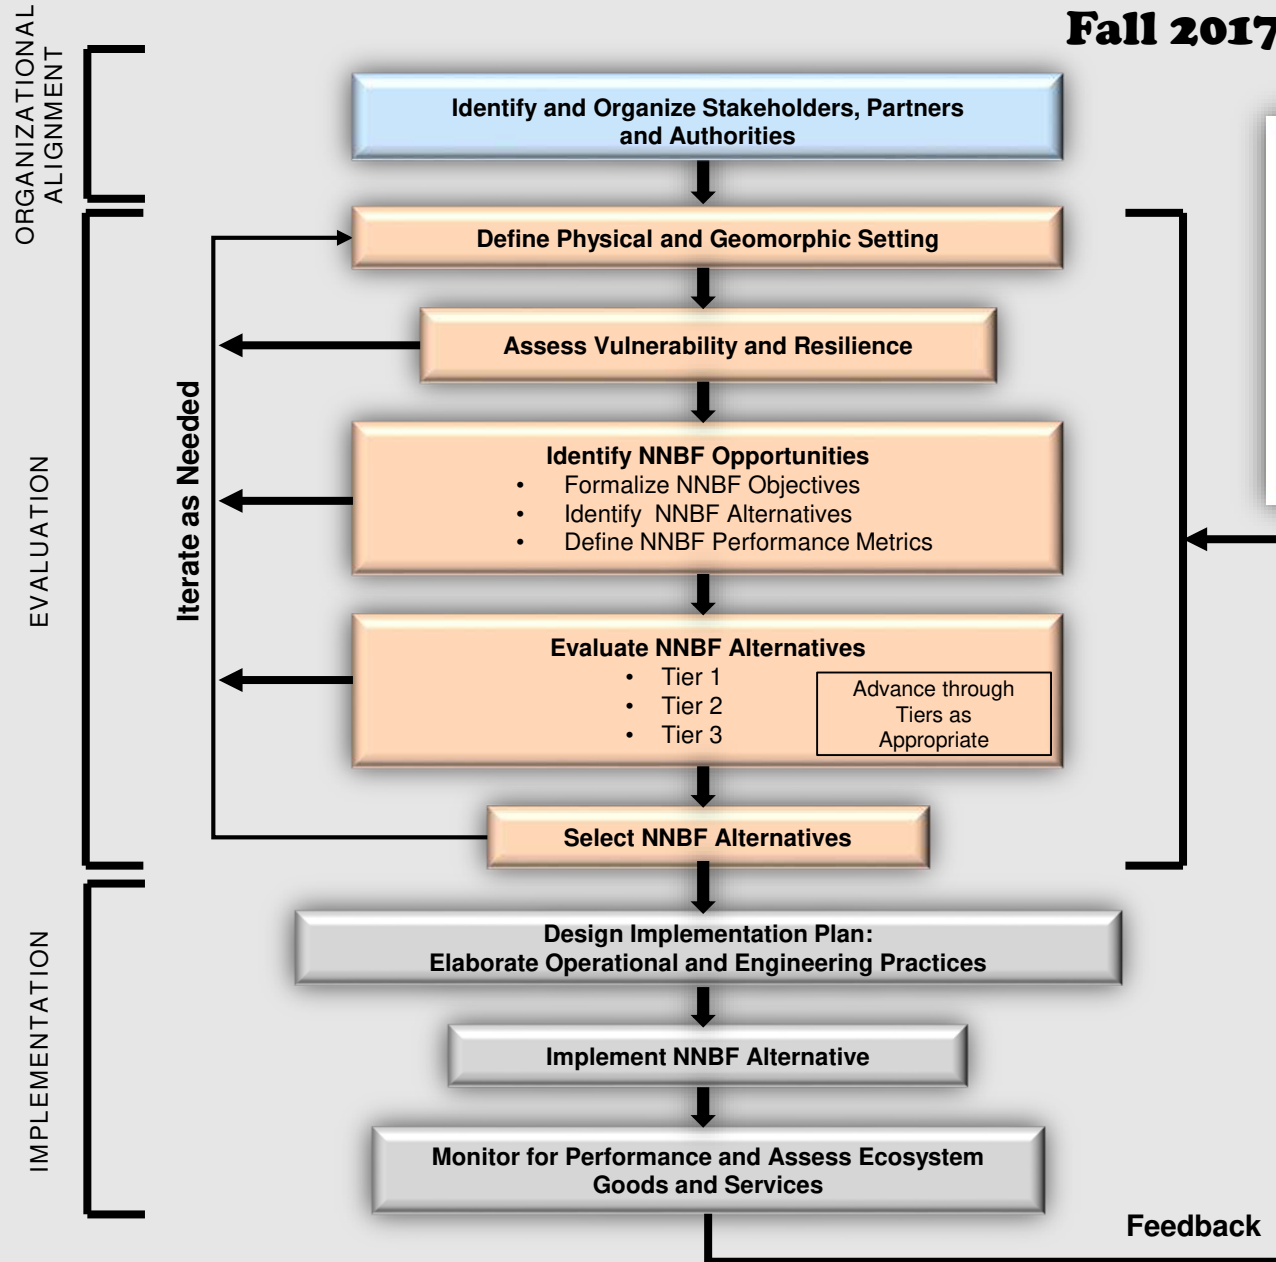 Fall 2017
ORGANIZATIONAL
ALIGNMENT
Identify and Organize Stakeholders, Partners
and Authorities
EVALUATION
Iterate as Needed
Define Physical and Geomorphic Setting
Assess Vulnerability and Resilience
Identify NNBF Opportunities
• Formalize NNBF Objectives
• Identify NNBF Alternatives
• Define NNBF Performance Metrics
Evaluate NNBF Alternatives
• Tier 1
• Tier 2
• Tier 3
Advance through
Tiers as
Appropriate
Select NNBF Alternatives
IMPLEMENTATION
Design Implementation Plan:
Elaborate Operational and Engineering Practices
Implement NNBF Alternative
Monitor for Performance and Assess Ecosystem
Goods and Services
Feedback